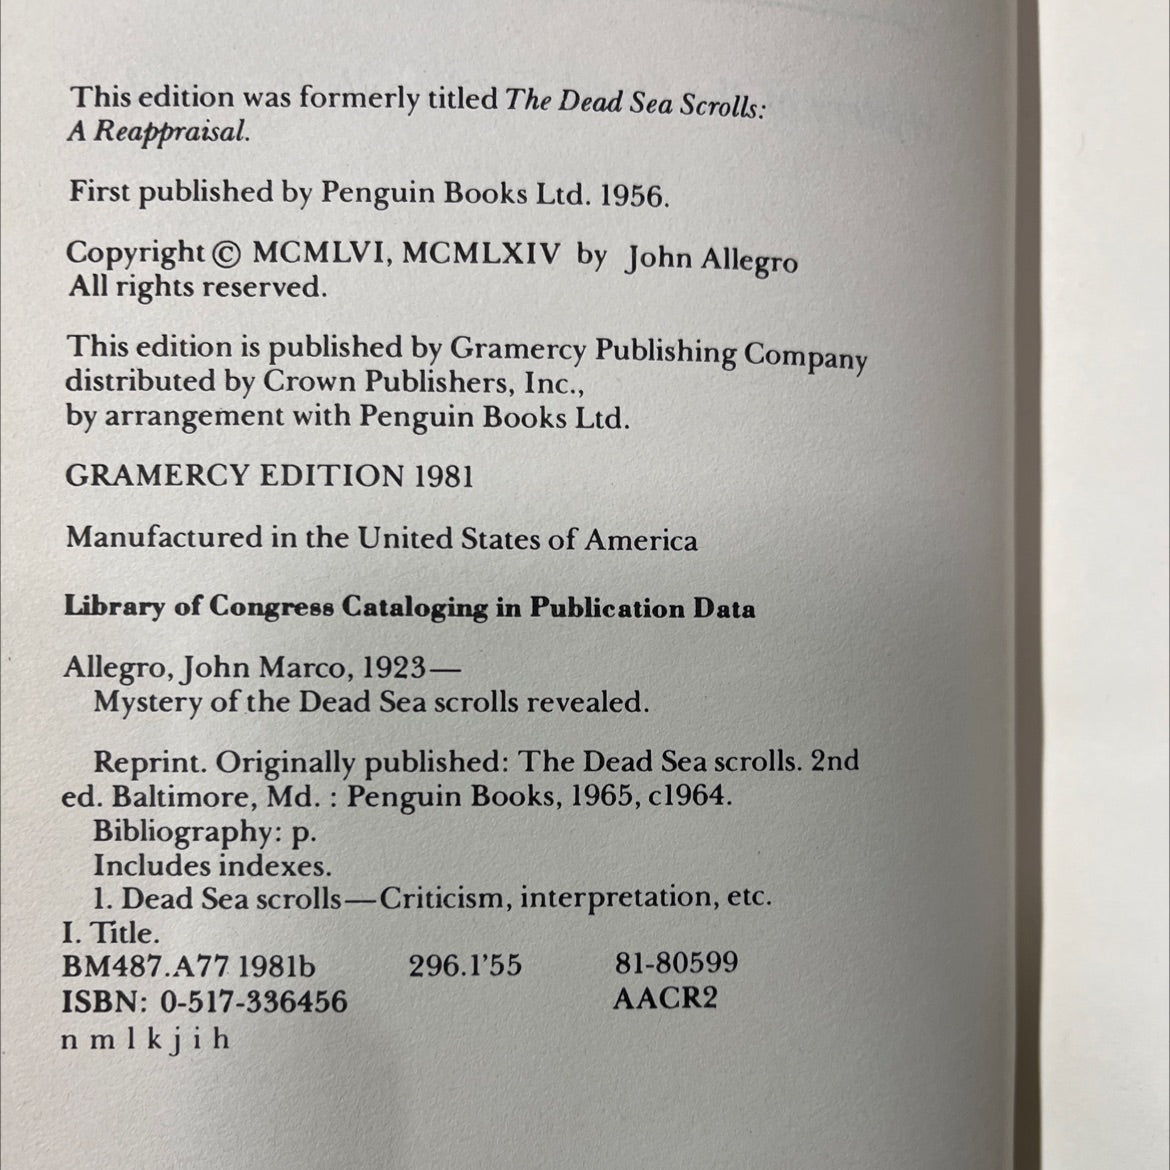 This edition was formerly titled The Dead Sea Scrolls:
A Reappraisal.
First published by Penguin Books Ltd. 1956.
Copyright © MCMLVI, MCMLXIV by John Allegro
All rights reserved.
This edition is published by Gramercy Publishing Company
distributed by Crown Publishers, Inc.,
by arrangement with Penguin Books Ltd.
GRAMERCY EDITION 1981
Manufactured in the United States of America
Library of Congress Cataloging in Publication Data
Allegro, John Marco, 1923—
Mystery of the Dead Sea scrolls revealed.
Reprint. Originally published: The Dead Sea scrolls. 2nd
ed. Baltimore, Md. : Penguin Books, 1965, c1964.
Bibliography: p.
Includes indexes.
1. Dead Sea scrolls—Criticism, interpretation, etc.
I. Title.
BM487.A77 1981b 296.1'55 81-80599
ISBN: 0-517-336456 AACR2
n m l k j i h